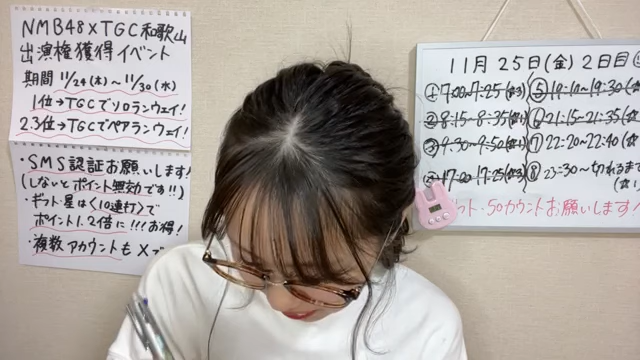 NMB48×TGC和歌山
出演権獲得イベント
期間 11/24(木)~11/30(水)
1位→TGCでソロランウェイ!
2.3位→TGCでペアランウェイ!
・SMS認証お願いします!
(しないとポイント無効です!!)
・ギフト・星は〈10連打〉で
ポイント1.2倍に!!!お得!
・複数アカウントも×で
11月25日(金)2日目
①7:00~7:25
②8:15~8:35
③9:30~9:50
④17:00~17:25
⑤19:10~19:30
⑥21:15~21:35
⑦22:20~22:40
⑧23:30~切れるまで
フト・50カウントお願いします!